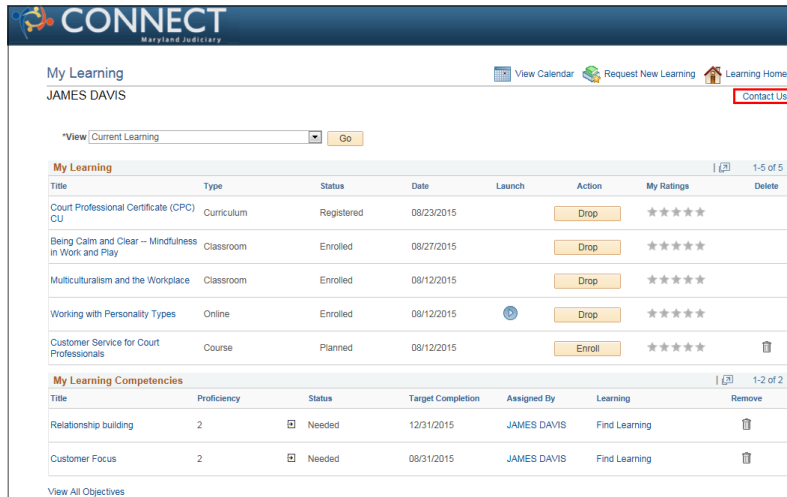 CONNECT
Maryland Judiciary
My Learning
View Calendar Request New Learning Learning Home
JAMES DAVIS
Contact Us
*View Current Learning Go
My Learning 1-5 of 5
Title Type Status Date Launch Action My Ratings Delete
Court Professional Certificate (CPC)
CU
Curriculum Registered 08/23/2015 Drop
Being Calm and Clear -- Mindfulness
in Work and Play
Classroom Enrolled 08/27/2015 Drop
Multiculturalism and the Workplace Classroom Enrolled 08/12/2015 Drop
Working with Personality Types Online Enrolled 08/12/2015 Drop
Customer Service for Court
Professionals
Course Planned 08/12/2015 Enroll
My Learning Competencies 1-2 of 2
Title Proficiency Status Target Completion Assigned By Learning Remove
Relationship building 2 Needed 12/31/2015 JAMES DAVIS Find Learning
Customer Focus 2 Needed 08/31/2015 JAMES DAVIS Find Learning
View All Objectives